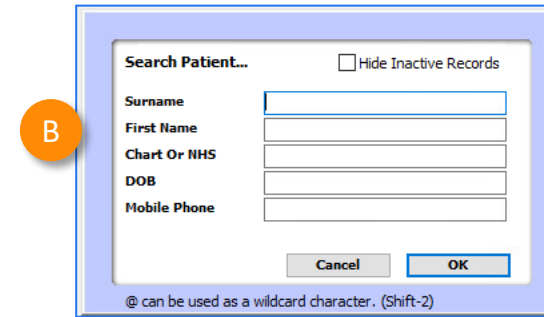 Search Patient... Hide Inactive Records
Surname
B
First Name
Chart Or NHS
DOB
Mobile Phone
Cancel OK
@ can be used as a wildcard character. (Shift-2)